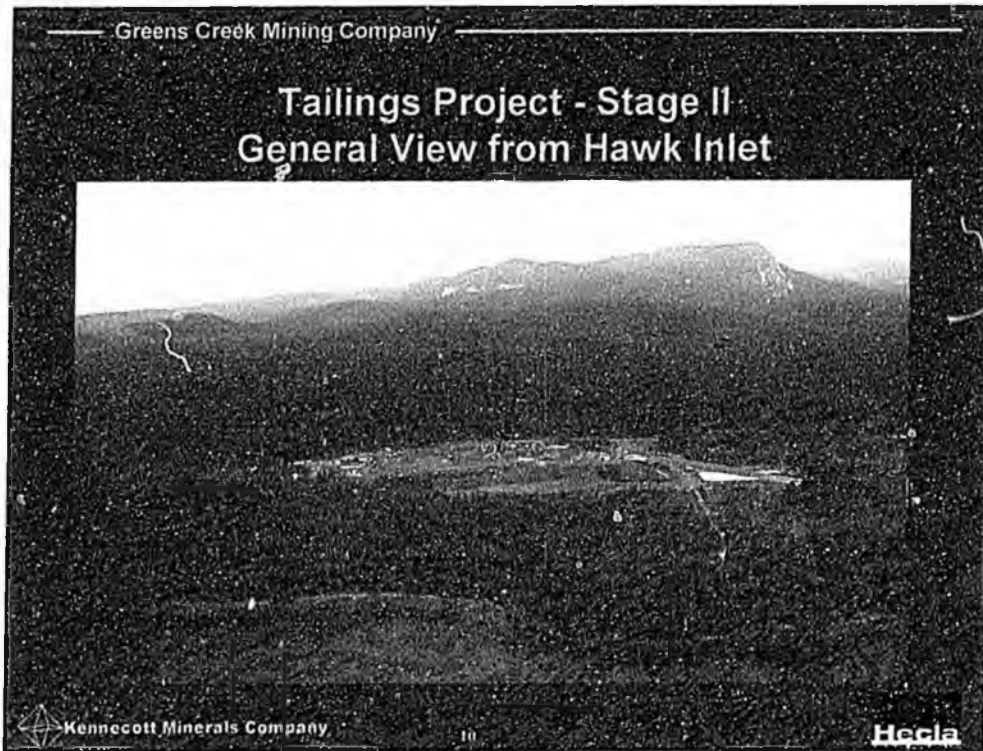 Greens Creek Mining Company
Tailings Project - Stage II
General View from Hawk Inlet
Kennecott Minerals Company
10
Hecla